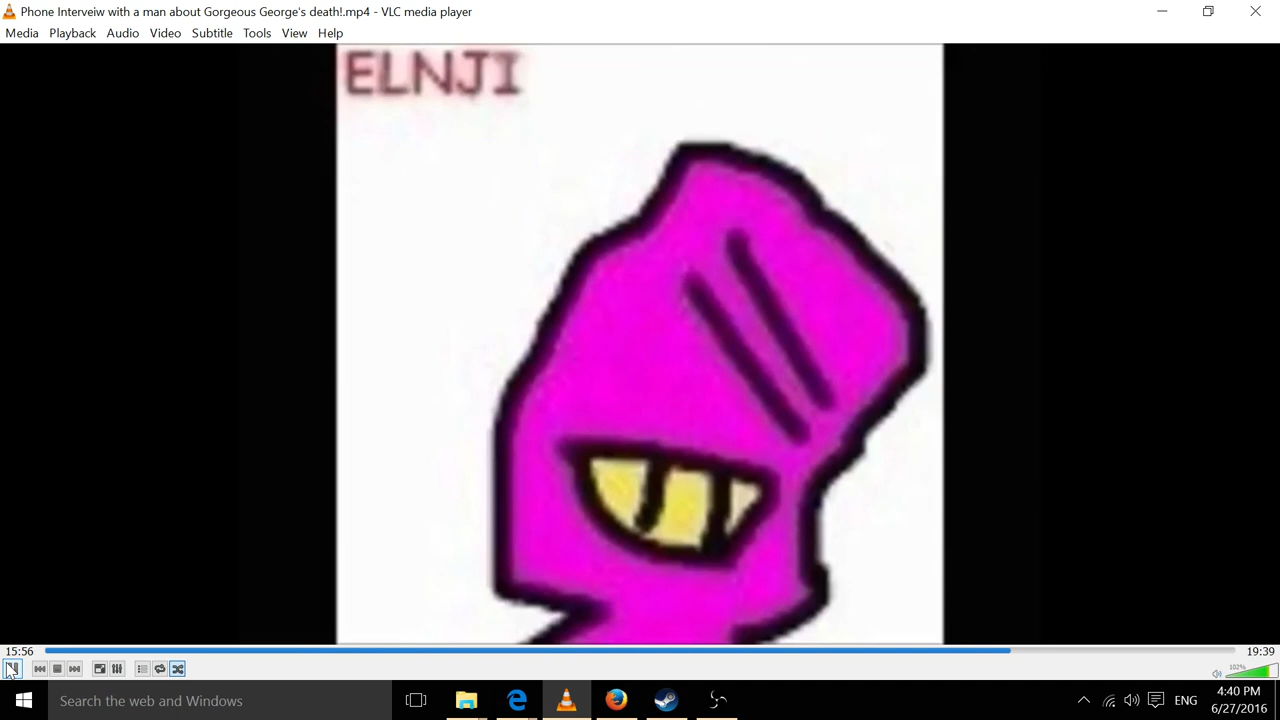 Phone Interveiw with a man about Gorgeous George's death!.mp4 - VLC media player
Media Playback Audio Video Subtitle Tools View Help
ELNJI
15:56 19:39
102%
Search the web and Windows
ENG
4:40 PM
6/27/2016